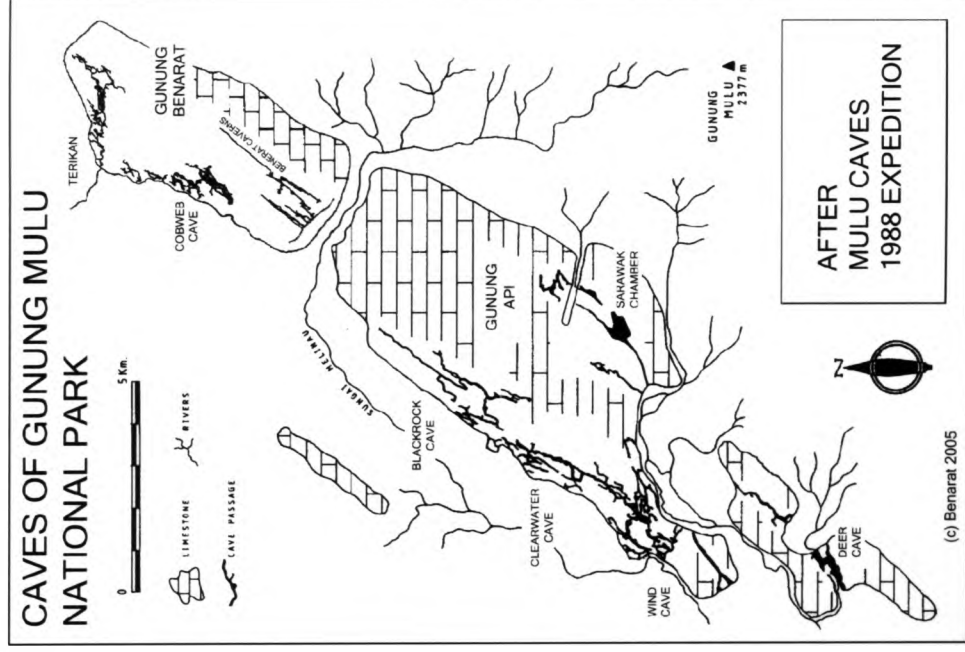 CAVES OF GUNUNG MULU
NATIONAL PARK
0
5 Km.
LIMESTONE
RIVERS
CAVE PASSAGE
TERIKAN
GUNUNG
BENARAT
BENERAT CAVERNS
COBWEB
CAVE
SUNGAI MELINAU
BLACKROCK
CAVE
GUNUNG
API
GUNUNG
MULU
2377 m
SARAWAK
CHAMBER
CLEARWATER
CAVE
WIND
CAVE
DEER
CAVE
N
AFTER
MULU CAVES
1988 EXPEDITION
(c) Benarat 2005